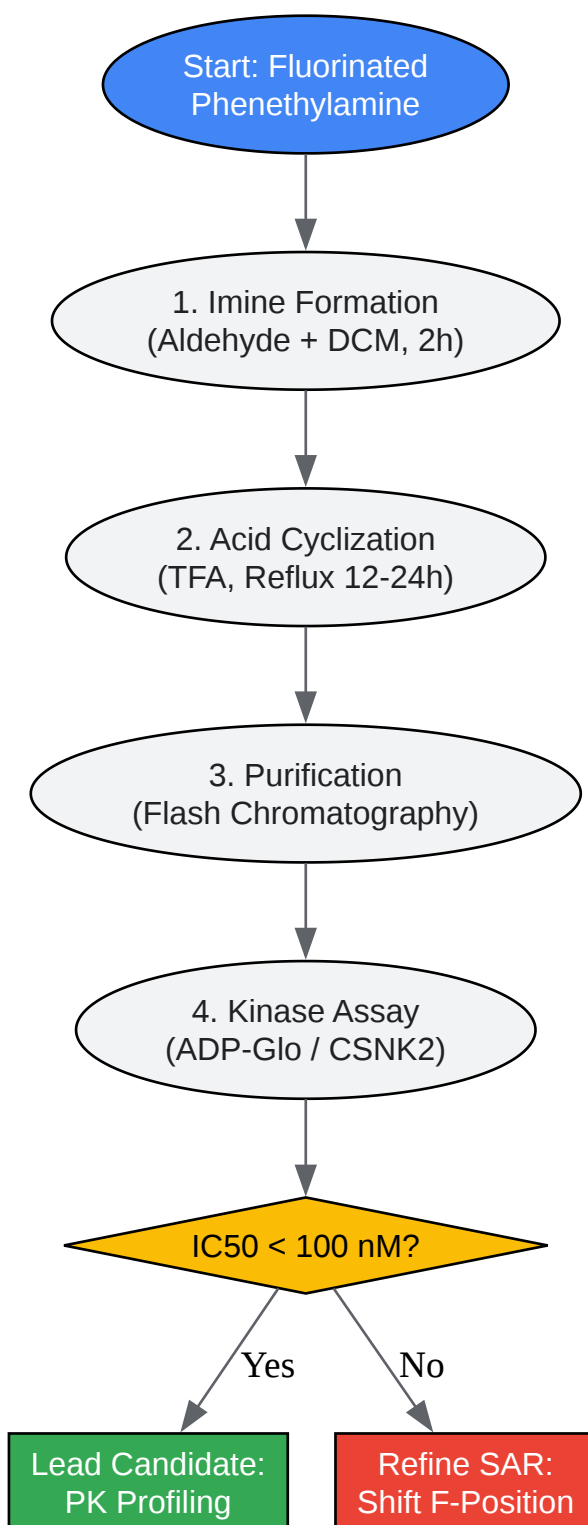 Start: Fluorinated
Phenethylamine
1. Imine Formation
(Aldehyde + DCM, 2h)
2. Acid Cyclization
(TFA, Reflux 12-24h)
3. Purification
(Flash Chromatography)
4. Kinase Assay
(ADP-Glo / CSNK2)
IC50 < 100 nM?
Yes
No
Lead Candidate:
PK Profiling
Refine SAR:
Shift F-Position